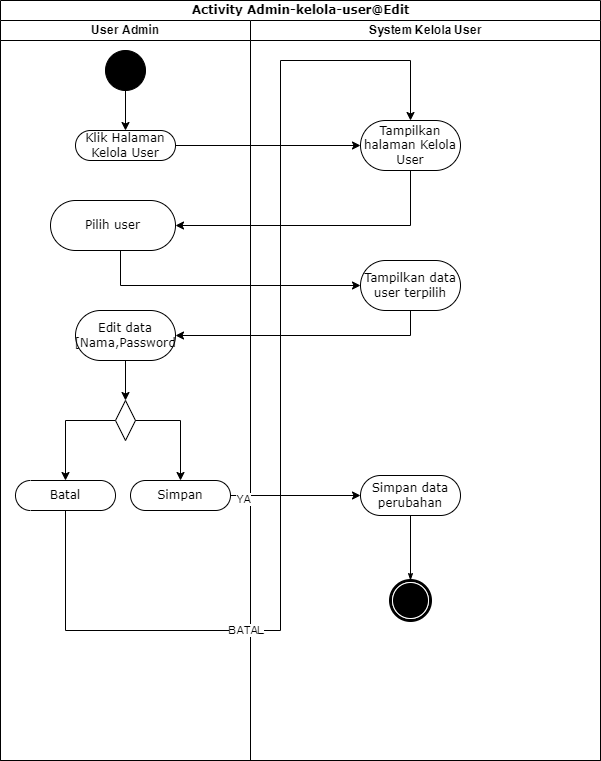 Activity Admin-kelola-user@Edit
User Admin
System Kelola User
Klik Halaman
Kelola User
Tampilkan
halaman Kelola
User
Pilih user
Tampilkan data
user terpilih
Edit data
[Nama,Password
Batal
Simpan
YA
Simpan data
perubahan
BATAL